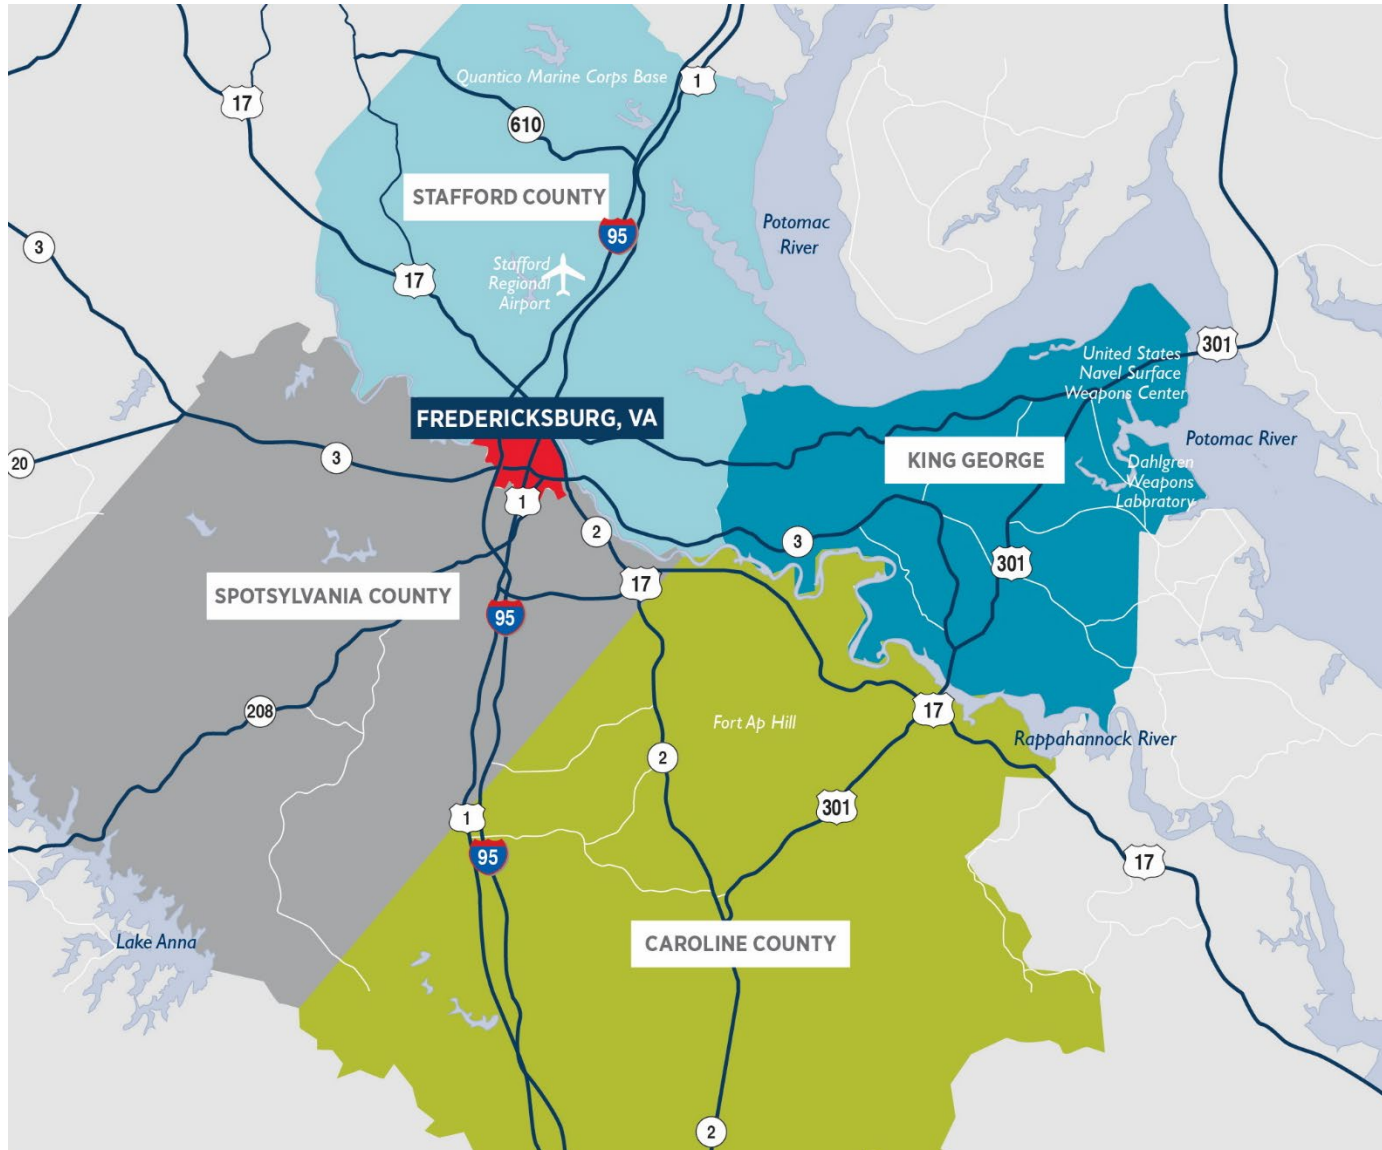 Quantico Marine Corps Base
1
17
610
STAFFORD COUNTY
95
Potomac
River
3
Stafford
Regional
Airport
17
301
United States
Navel Surface
Weapons Center
FREDERICKSBURG, VA
Potomac River
20
3
KING GEORGE
Dahlgren
Weapons
Laboratory
1
2
3
301
17
SPOTSYLVANIA COUNTY
95
208
Fort Ap Hill
17
Rappahannock River
2
1
301
95
17
Lake Anna
CAROLINE COUNTY
2